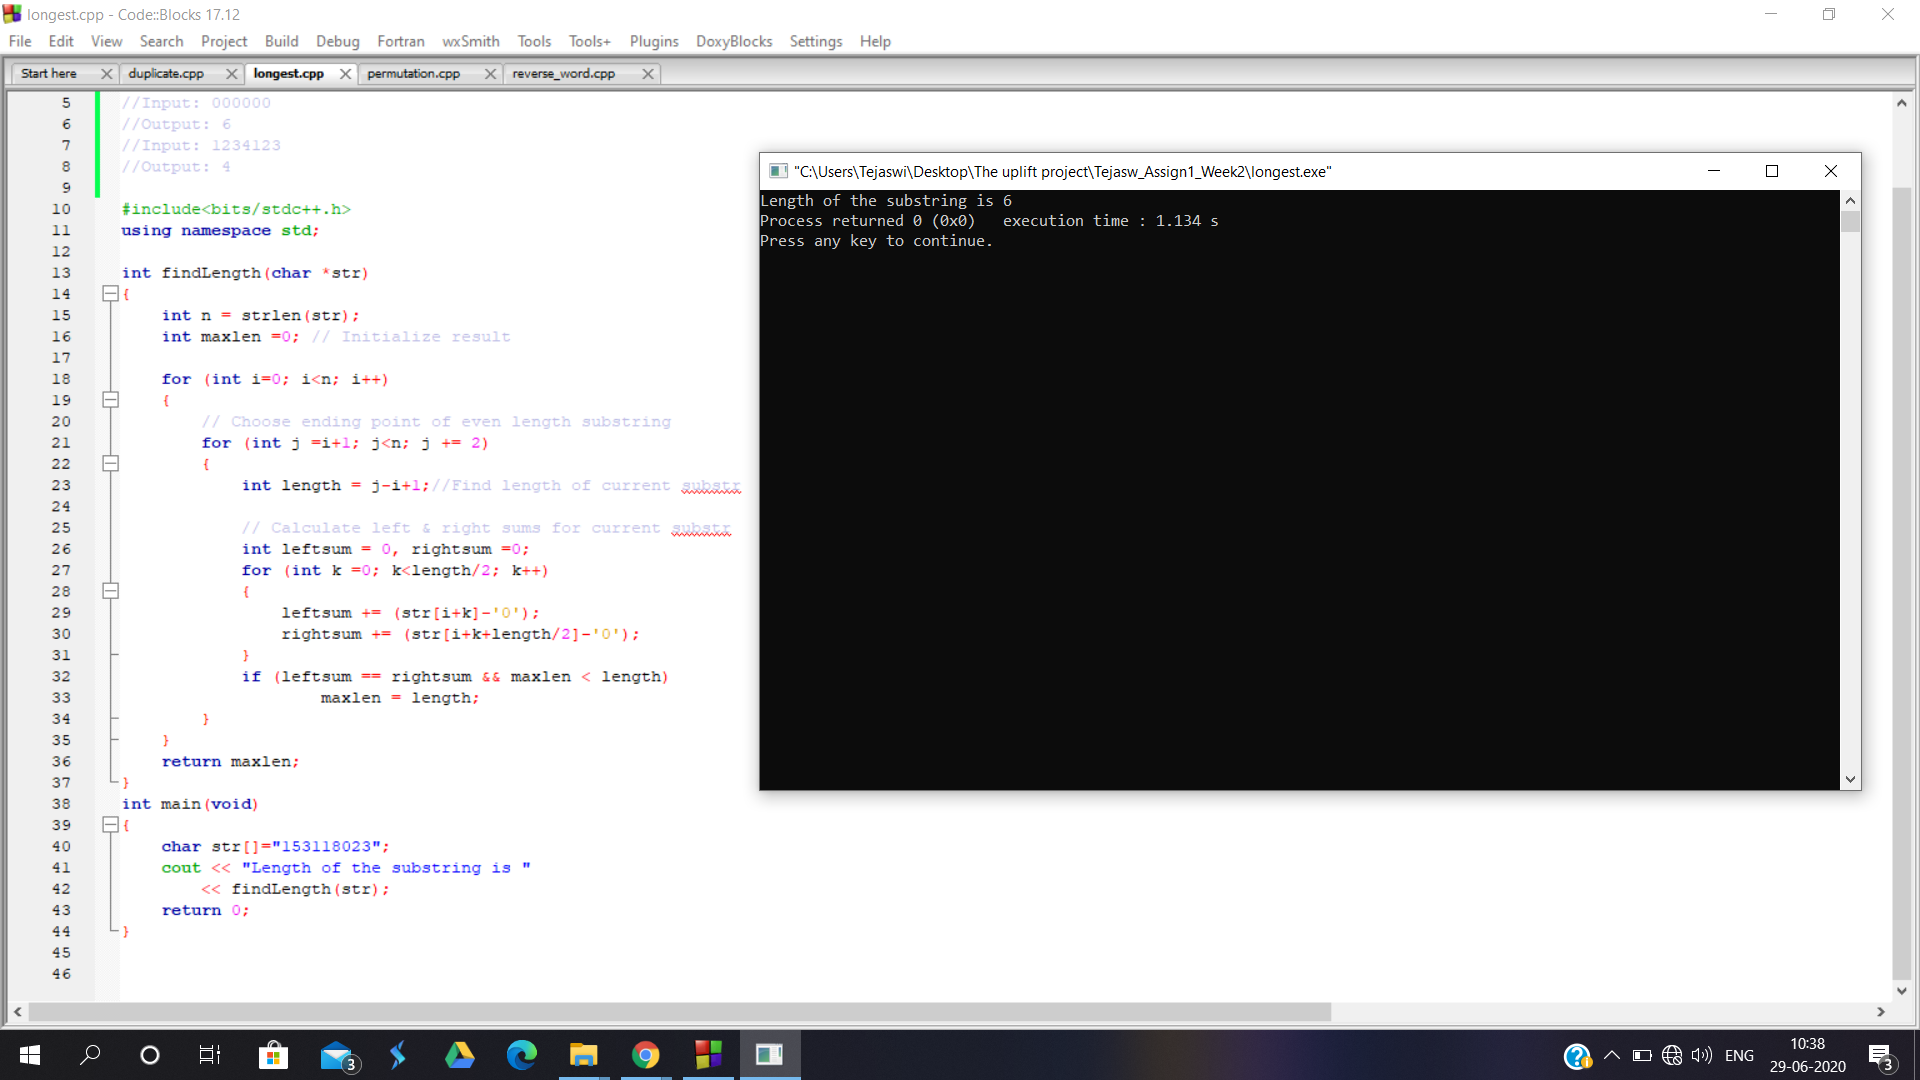 longest.cpp - Code::Blocks 17.12
File Edit View Search Project Build Debug Fortran wxSmith Tools Tools+ Plugins DoxyBlocks Settings Help
Start here duplicate.cpp longest.cpp permutation.cpp reverse_word.cpp
5 //Input: 000000
6 //Output: 6
7 //Input: 1234123
8 //Output: 4
9
10 #include<bits/stdc++.h>
11 using namespace std;
12
13 int findLength(char *str)
14 {
15 int n = strlen(str);
16 int maxlen =0; // Initialize result
17
18 for (int i=0; i<n; i++)
19 {
20 // Choose ending point of even length substring
21 for (int j =i+1; j<n; j += 2)
22 {
23 int length = j-i+1;//Find length of current substr
24
25 // Calculate left & right sums for current substr
26 int leftsum = 0, rightsum =0;
27 for (int k =0; k<length/2; k++)
28 {
29 leftsum += (str[i+k]-'0');
30 rightsum += (str[i+k+length/2]-'0');
31 }
32 if (leftsum == rightsum && maxlen < length)
33 maxlen = length;
34 }
35 }
36 return maxlen;
37 }
38 int main(void)
39 {
40 char str[]="153118023";
41 cout << "Length of the substring is "
42 << findLength(str);
43 return 0;
44 }
45
46
"C:\Users\Tejaswi\Desktop\The uplift project\Tejasw_Assign1_Week2\longest.exe"
Length of the substring is 6
Process returned 0 (0x0) execution time : 1.134 s
Press any key to continue.
3
ENG
10:38
29-06-2020
3